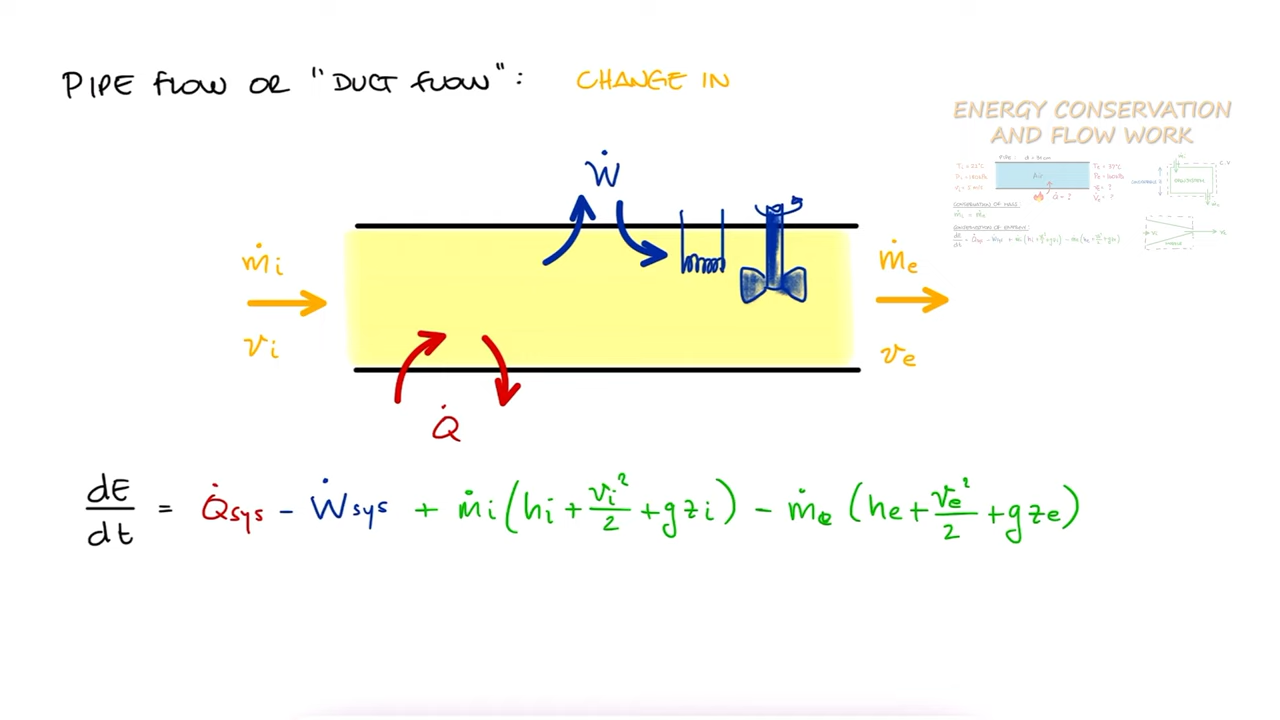 PIPE FLOW OR "DUCT FLOW": CHANGE IN
ENERGY CONSERVATION
AND FLOW WORK
Ẇ
ṁi
vi
ṁe
ve
Q̇
dE/dt = Q̇sys - Ẇsys + ṁi(hi + vi²/2 + gzi) - ṁe(he + ve²/2 + gze)